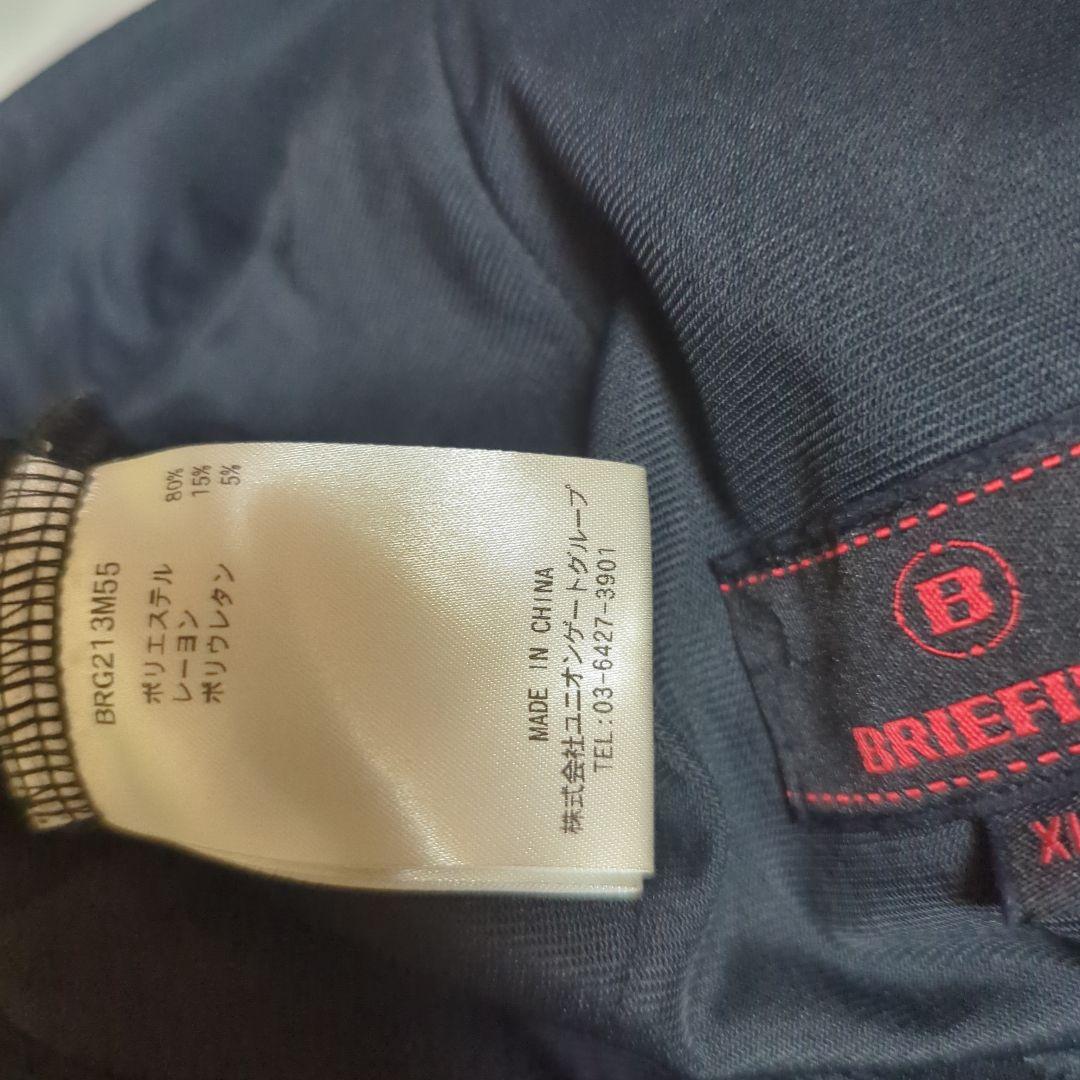 BRG213M55
ポリエステル 80%
レーヨン 15%
ポリウレタン 5%
MADE IN CHINA
株式会社ユニオンゲートグループ
TEL:03-6427-3901
B